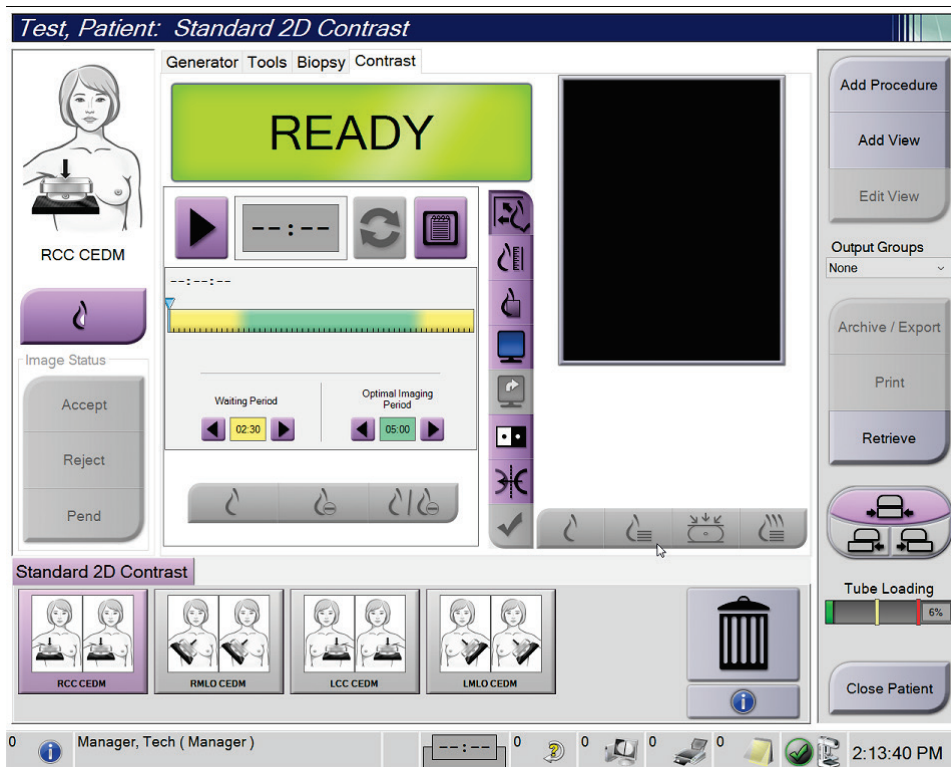 Test, Patient: Standard 2D Contrast
Generator Tools Biopsy Contrast
READY
--:--
--:--:--
Waiting Period
02:30
Optimal Imaging
Period
05:00
RCC CEDM
Image Status
Accept
Reject
Pend
Add Procedure
Add View
Edit View
Output Groups
None
Archive / Export
Print
Retrieve
Tube Loading
6%
Close Patient
Standard 2D Contrast
RCC CEDM
RMLO CEDM
LCC CEDM
LMLO CEDM
0
Manager, Tech ( Manager )
--:--
0
0
0
0
2:13:40 PM